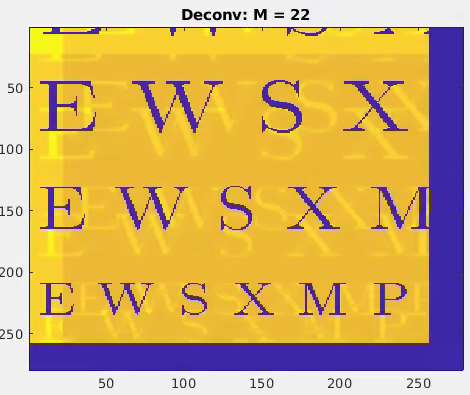 Deconv: M = 22
E W S X
50
100
E W S X M
150
200
E W S X M P
250
50 100 150 200 250